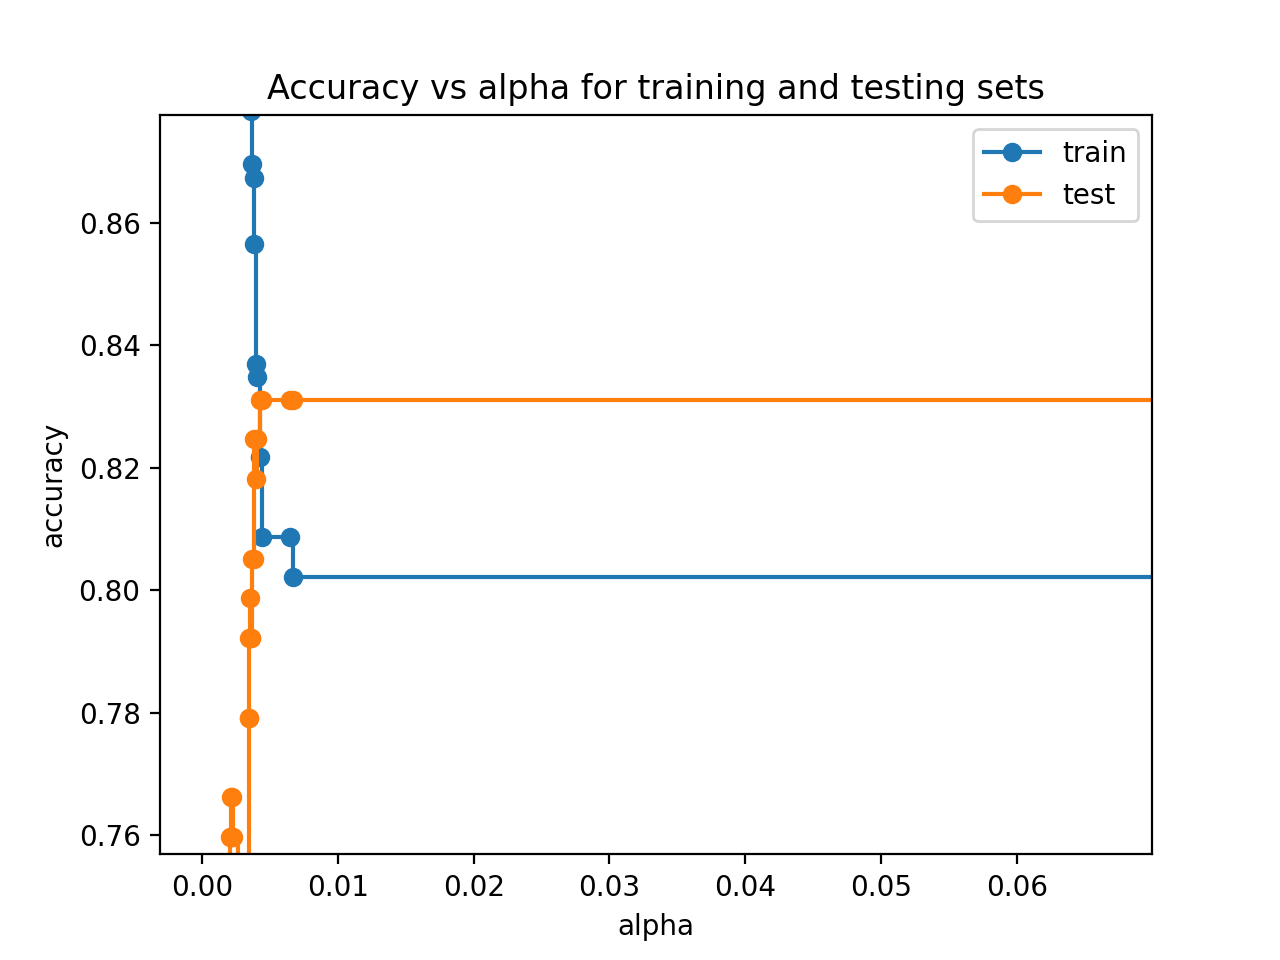 Accuracy vs alpha for training and testing sets
train
test
0.86
0.84
0.82
0.80
0.78
0.76
accuracy
0.00 0.01 0.02 0.03 0.04 0.05 0.06
alpha